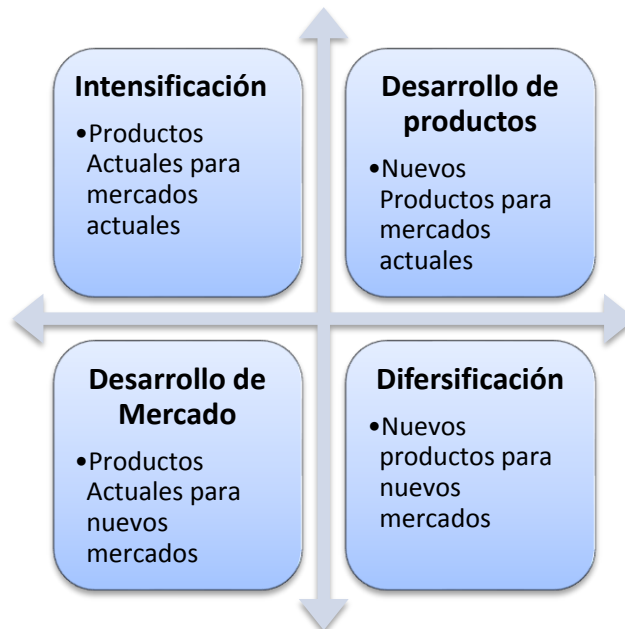 Intensificación
•Productos
Actuales para
mercados
actuales
Desarrollo de
productos
•Nuevos
Productos para
mercados
actuales
Desarrollo de
Mercado
•Productos
Actuales para
nuevos
mercados
Difersificación
•Nuevos
productos para
nuevos
mercados